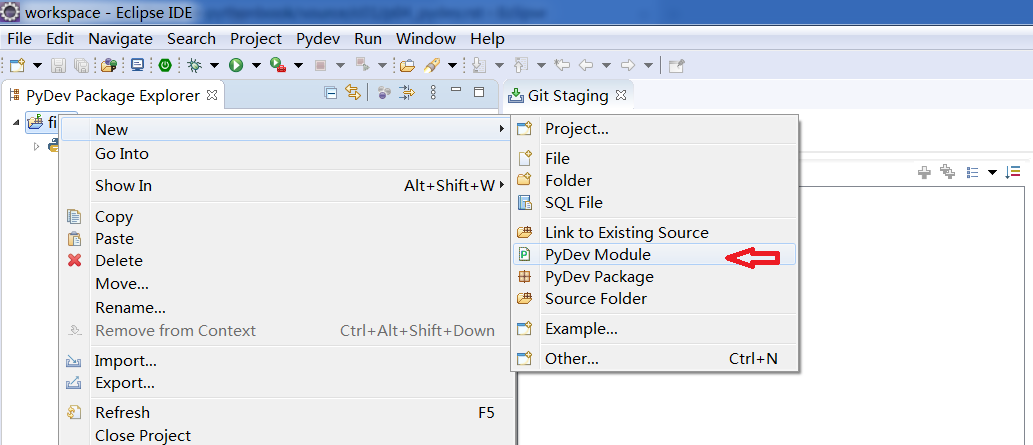 workspace - Eclipse IDE
File Edit Navigate Search Project Pydev Run Window Help
PyDev Package Explorer Git Staging
fi
New
Go Into
Show In Alt+Shift+W
Copy
Paste
Delete
Move...
Rename...
Remove from Context Ctrl+Alt+Shift+Down
Import...
Export...
Refresh F5
Close Project
Project...
File
Folder
SQL File
Link to Existing Source
PyDev Module
PyDev Package
Source Folder
Example...
Other... Ctrl+N